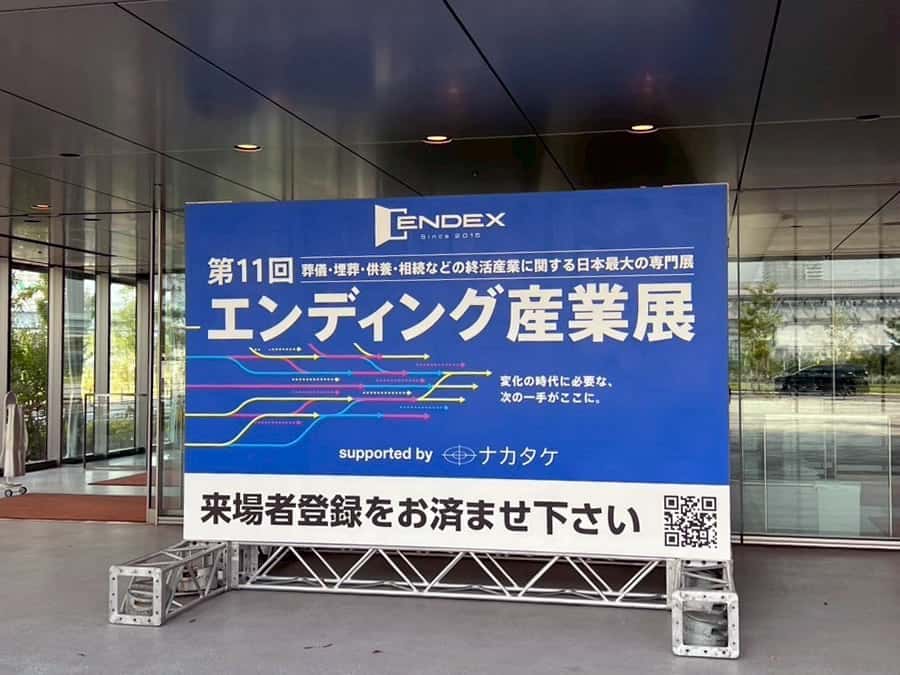 ENDEX
Since 2015
第11回
葬儀・埋葬・供養・相続などの終活産業に関する日本最大の専門展
エンディング産業展
変化の時代に必要な、
次の一手がここに。
supported by ナカタケ
来場者登録をお済ませ下さい